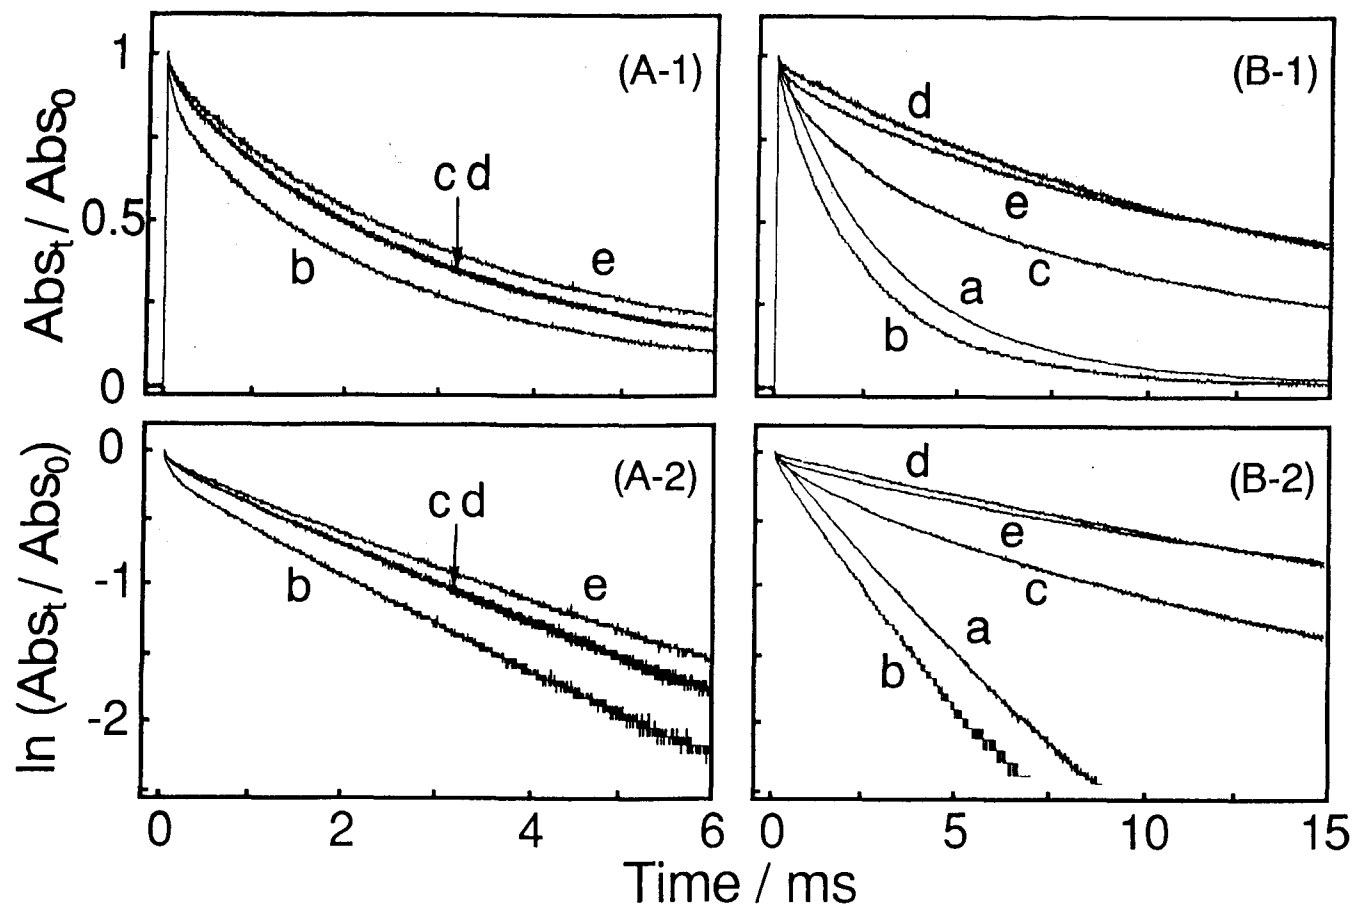 (A-1)
(B-1)
1
0.5
0
Abs_t / Abs_0
c d
b
e
d
e
c
a
b
(A-2)
(B-2)
0
-1
-2
ln (Abs_t / Abs_0)
c d
b
e
d
e
c
a
b
0 2 4 6
0 5 10 15
Time / ms